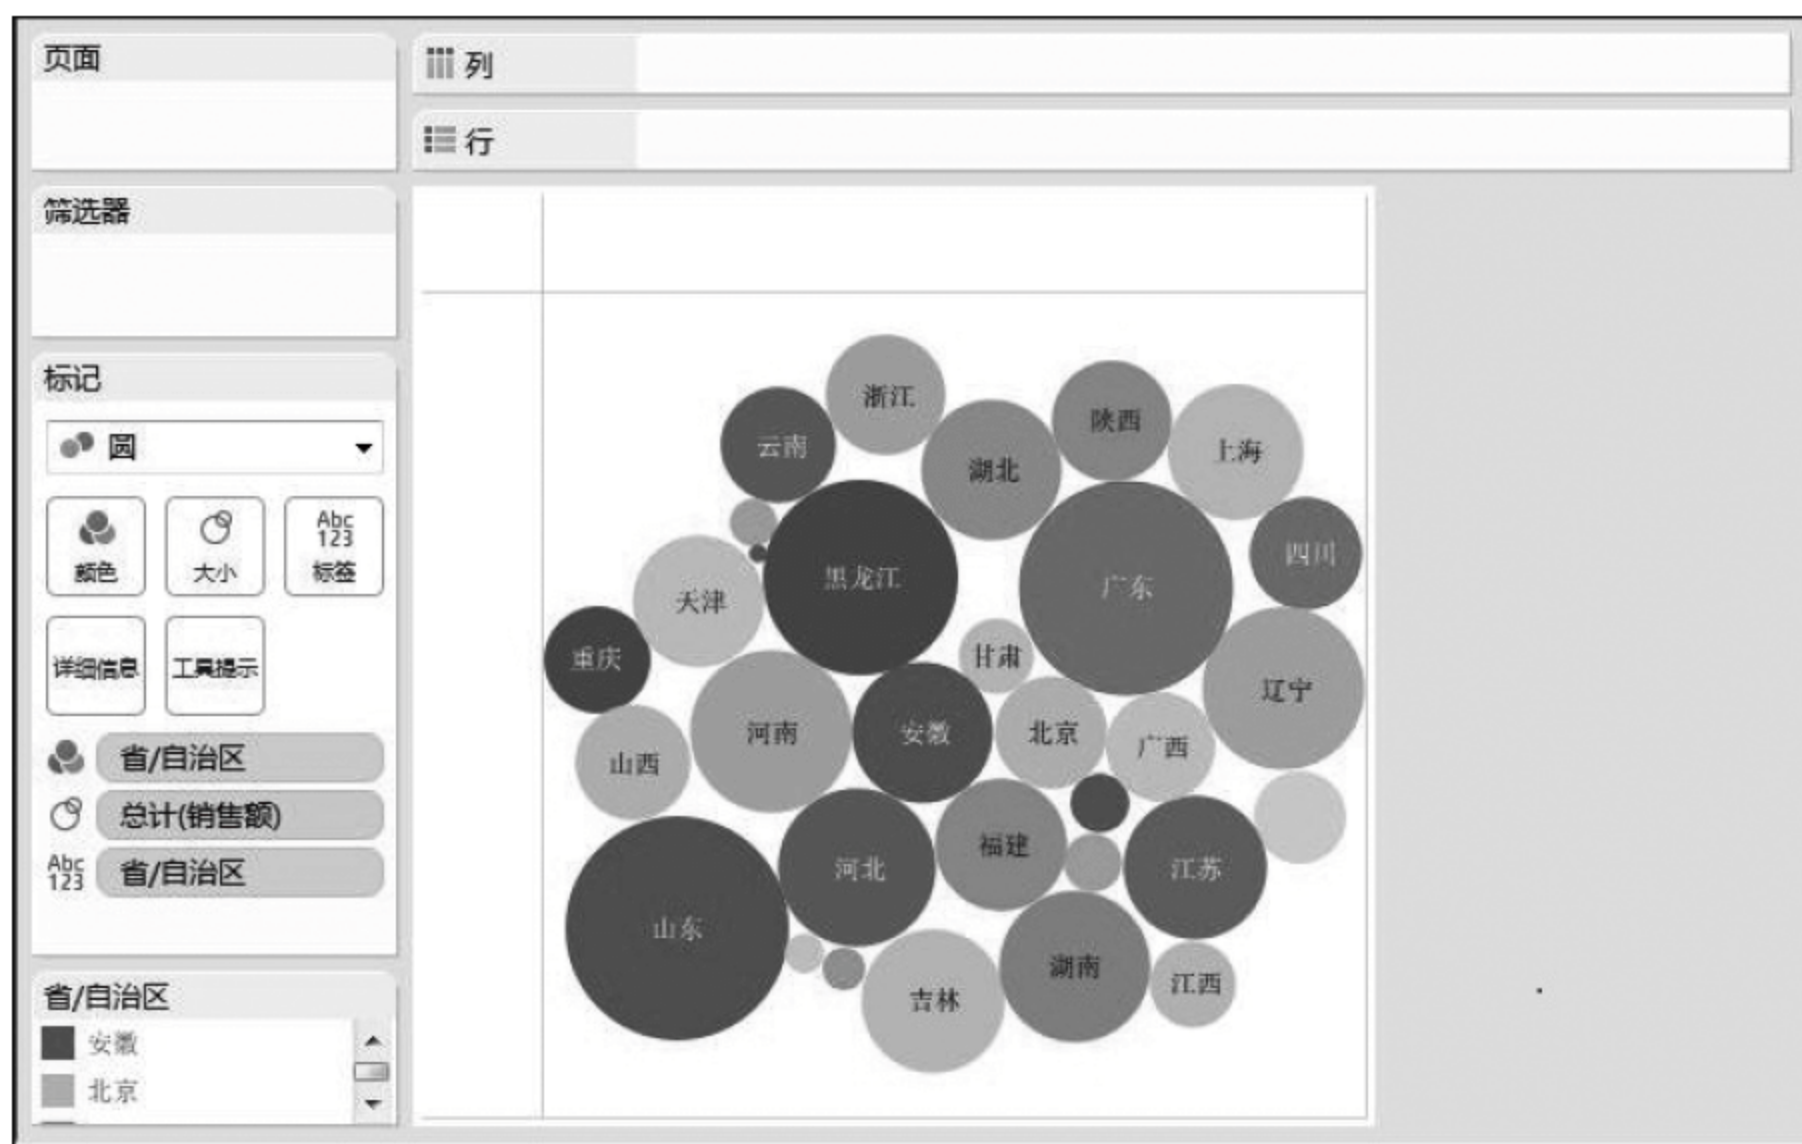 页面
列
行
筛选器
标记
圆
颜色
大小
Abc
123
标签
详细信息
工具提示
省/自治区
总计(销售额)
Abc
123
省/自治区
省/自治区
安徽
北京
浙江
陕西
云南
湖北
上海
四川
黑龙江
广东
天津
甘肃
重庆
辽宁
河南
安徽
北京
广西
山西
福建
河北
江苏
山东
湖南
江西
吉林